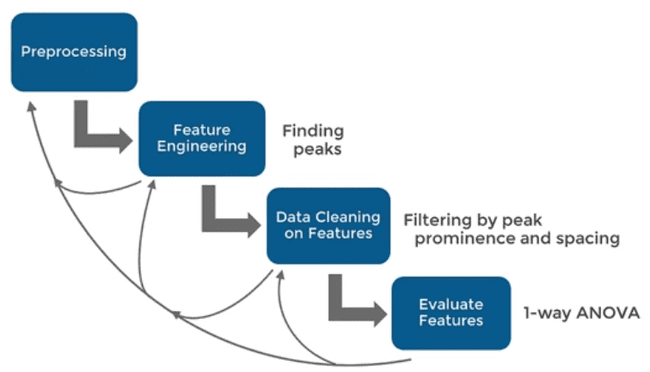 Preprocessing
Feature
Engineering
Finding
peaks
Data Cleaning
on Features
Filtering by peak
prominence and spacing
Evaluate
Features
1-way ANOVA